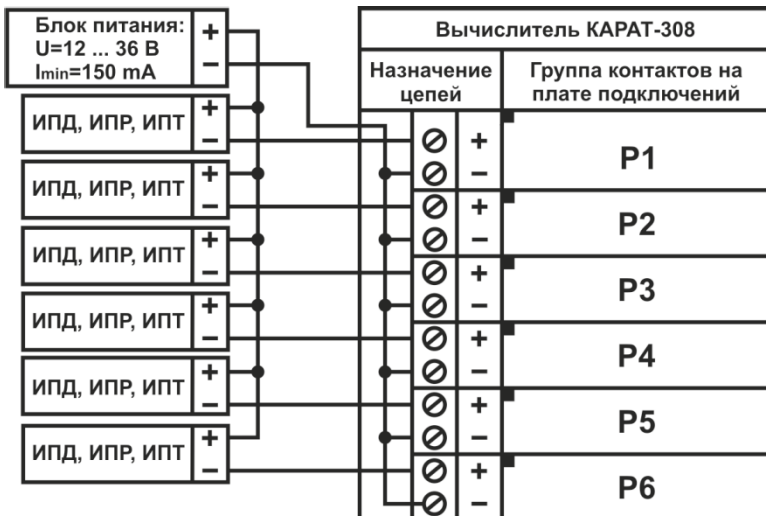 Блок питания:
U=12 ... 36 В
Imin=150 mA
+
−
Вычислитель КАРАТ-308
Назначение цепей
Группа контактов на плате подключений
ИПД, ИПР, ИПТ
+
−
+
−
P1
ИПД, ИПР, ИПТ
+
−
+
−
P2
ИПД, ИПР, ИПТ
+
−
+
−
P3
ИПД, ИПР, ИПТ
+
−
+
−
P4
ИПД, ИПР, ИПТ
+
−
+
−
P5
ИПД, ИПР, ИПТ
+
−
+
−
P6